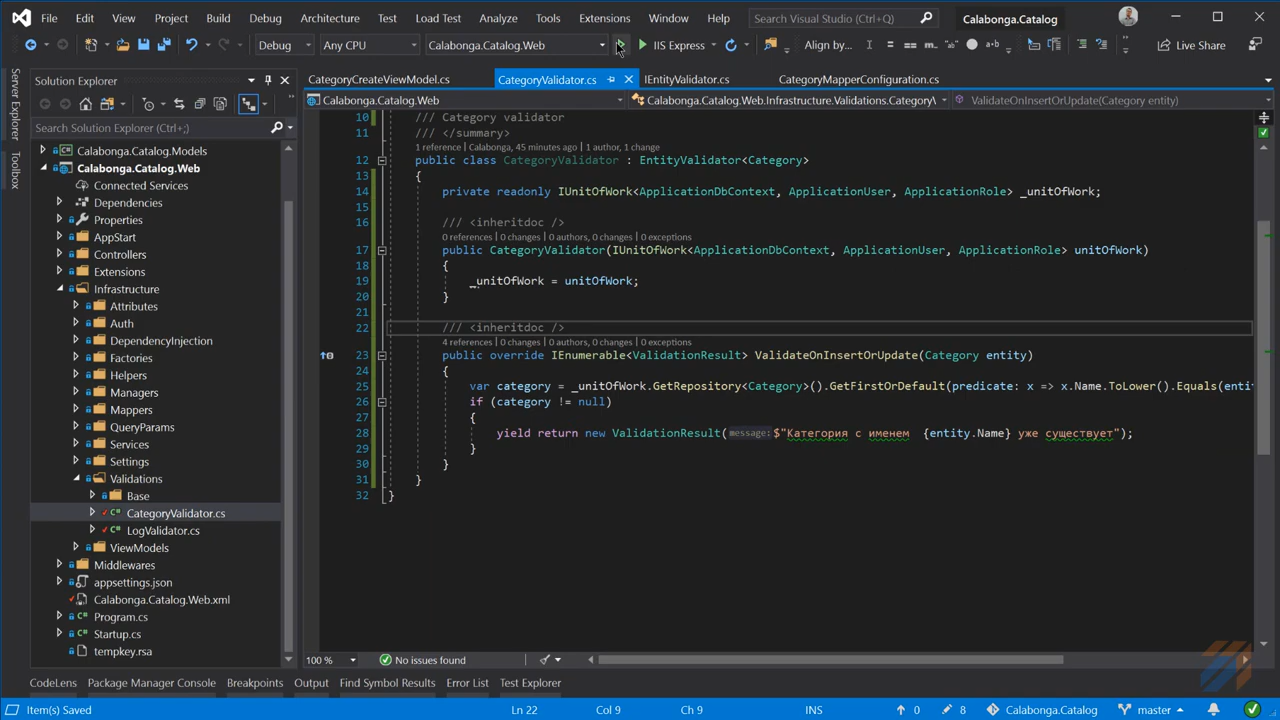 File Edit View Project Build Debug Architecture Test Load Test Analyze Tools Extensions Window Help Search Visual Studio (Ctrl+Q) Calabonga.Catalog
Debug Any CPU Calabonga.Catalog.Web IIS Express Align by... Live Share
Server Explorer
Toolbox
Solution Explorer
Search Solution Explorer (Ctrl+;)
Calabonga.Catalog.Models
Calabonga.Catalog.Web
Connected Services
Dependencies
Properties
AppStart
Controllers
Extensions
Infrastructure
Attributes
Auth
DependencyInjection
Factories
Helpers
Managers
Mappers
QueryParams
Services
Settings
Validations
Base
CategoryValidator.cs
LogValidator.cs
ViewModels
Middlewares
appsettings.json
Calabonga.Catalog.Web.xml
Program.cs
Startup.cs
tempkey.rsa
CategoryCreateViewModel.cs CategoryValidator.cs IEntityValidator.cs CategoryMapperConfiguration.cs
Calabonga.Catalog.Web Calabonga.Catalog.Web.Infrastructure.Validations.Category\ ValidateOnInsertOrUpdate(Category entity)
10 /// Category validator
11 /// </summary>
1 reference | Calabonga, 45 minutes ago | 1 author, 1 change
12 public class CategoryValidator : EntityValidator<Category>
13 {
14 private readonly IUnitOfWork<ApplicationDbContext, ApplicationUser, ApplicationRole> _unitOfWork;
15
16 /// <inheritdoc />
0 references | 0 changes | 0 authors, 0 changes | 0 exceptions
17 public CategoryValidator(IUnitOfWork<ApplicationDbContext, ApplicationUser, ApplicationRole> unitOfWork)
18 {
19 _unitOfWork = unitOfWork;
20 }
21
22 /// <inheritdoc />
4 references | 0 changes | 0 authors, 0 changes | 0 exceptions
23 public override IEnumerable<ValidationResult> ValidateOnInsertOrUpdate(Category entity)
24 {
25 var category = _unitOfWork.GetRepository<Category>().GetFirstOrDefault(predicate: x => x.Name.ToLower().Equals(entit
26 if (category != null)
27 {
28 yield return new ValidationResult(message: $"Категория с именем {entity.Name} уже существует");
29 }
30 }
31 }
32 }
100 % No issues found
CodeLens Package Manager Console Breakpoints Output Find Symbol Results Error List Test Explorer
Item(s) Saved Ln 22 Col 9 Ch 9 INS 0 8 Calabonga.Catalog master